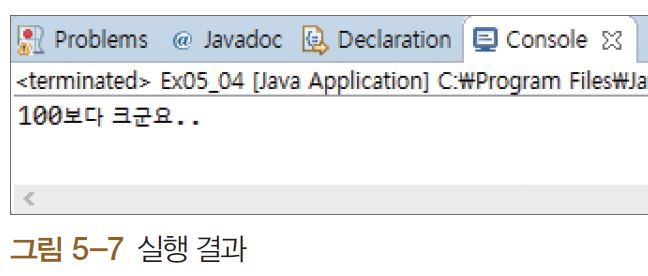 Problems @ Javadoc Declaration Console
<terminated> Ex05_04 [Java Application] C:₩Program Files₩Ja
100보다 크군요..
그림 5-7 실행 결과